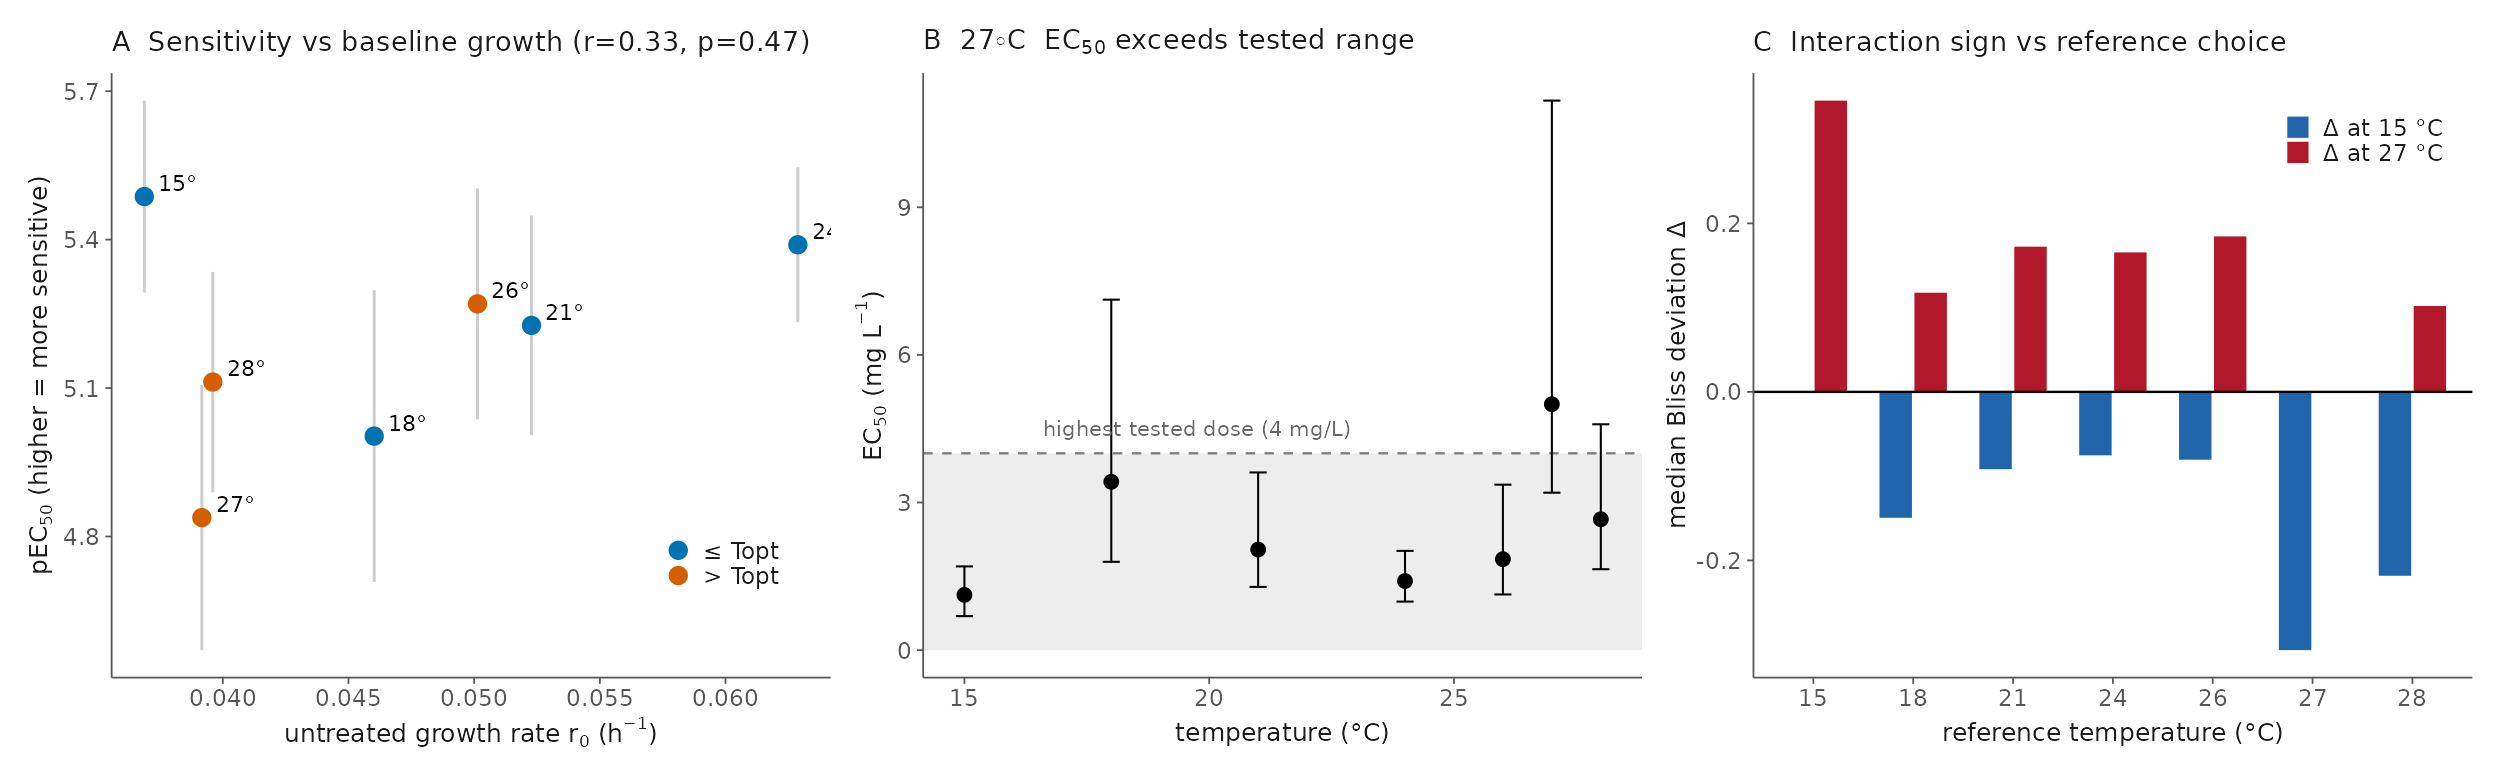 A Sensitivity vs baseline growth (r=0.33, p=0.47)
pEC₅₀ (higher = more sensitive)
5.7
5.4
5.1
4.8
15°
24
26°
21°
28°
18°
27°
≤ Topt
> Topt
0.040 0.045 0.050 0.055 0.060
untreated growth rate r₀ (h⁻¹)
B 27◦C EC₅₀ exceeds tested range
EC₅₀ (mg L⁻¹)
9
6
3
0
highest tested dose (4 mg/L)
15 20 25
temperature (°C)
C Interaction sign vs reference choice
median Bliss deviation Δ
0.2
0.0
-0.2
Δ at 15 °C
Δ at 27 °C
15 18 21 24 26 27 28
reference temperature (°C)